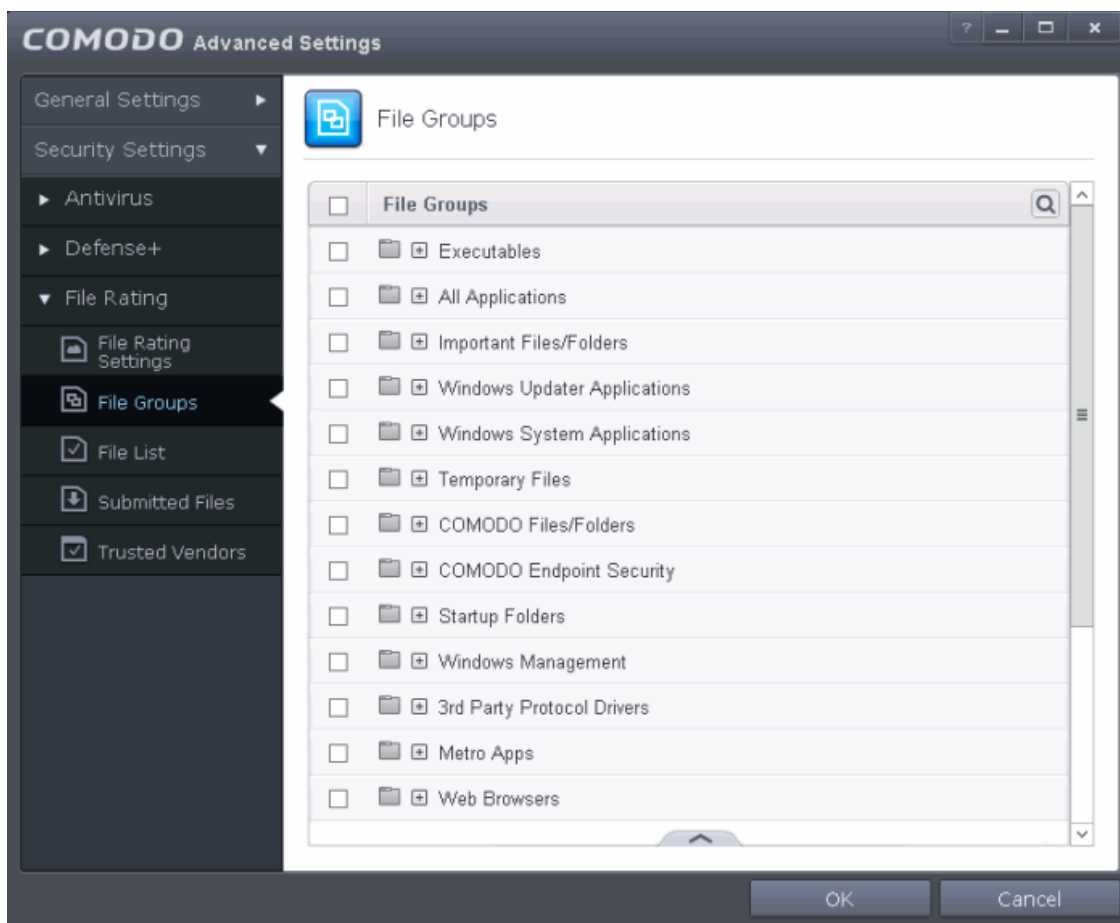 COMODO Advanced Settings
?
General Settings
Security Settings
Antivirus
Defense+
File Rating
File Rating
Settings
File Groups
File List
Submitted Files
Trusted Vendors
File Groups
File Groups
Executables
All Applications
Important Files/Folders
Windows Updater Applications
Windows System Applications
Temporary Files
COMODO Files/Folders
COMODO Endpoint Security
Startup Folders
Windows Management
3rd Party Protocol Drivers
Metro Apps
Web Browsers
OK
Cancel